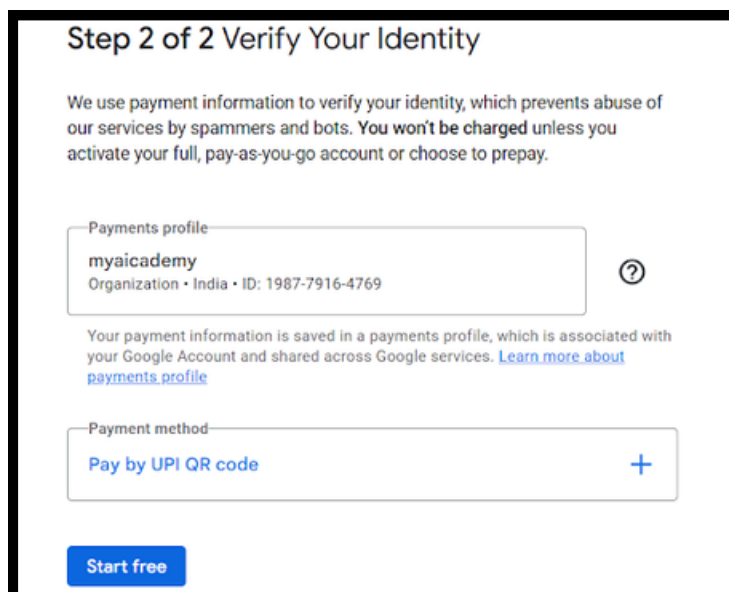 Step 2 of 2 Verify Your Identity
We use payment information to verify your identity, which prevents abuse of
our services by spammers and bots. You won't be charged unless you
activate your full, pay-as-you-go account or choose to prepay.
Payments profile
myaicademy
Organization • India • ID: 1987-7916-4769
Your payment information is saved in a payments profile, which is associated with
your Google Account and shared across Google services. Learn more about
payments profile
Payment method
Pay by UPI QR code
Start free